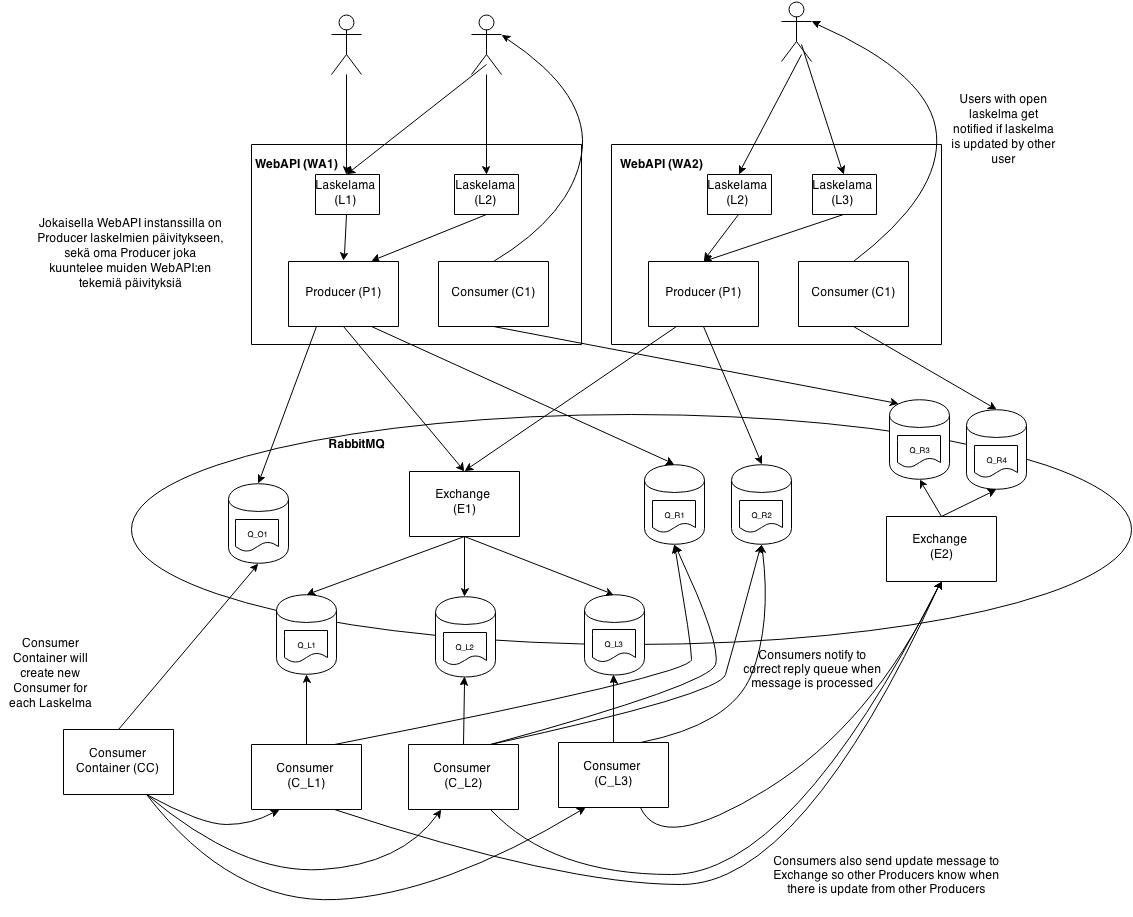 Users with open
laskelma get
notified if laskelma
is updated by other
user
WebAPI (WA1)
WebAPI (WA2)
Laskelama
(L1)
Laskelama
(L2)
Laskelama
(L2)
Laskelama
(L3)
Jokaisella WebAPI instanssilla on
Producer laskelmien päivitykseen,
sekä oma Producer joka
kuuntelee muiden WebAPI:en
tekemiä päivityksiä
Producer (P1)
Consumer (C1)
Producer (P1)
Consumer (C1)
RabbitMQ
Q_R3
Q_R4
Exchange
(E1)
Q_R1
Q_R2
Q_O1
Exchange
(E2)
Q_L1
Q_L2
Q_L3
Consumer
Container will
create new
Consumer for
each Laskelma
Consumers notify to
correct reply queue when
message is processed
Consumer
Container (CC)
Consumer
(C_L1)
Consumer
(C_L2)
Consumer
(C_L3)
Consumers also send update message to
Exchange so other Producers know when
there is update from other Producers